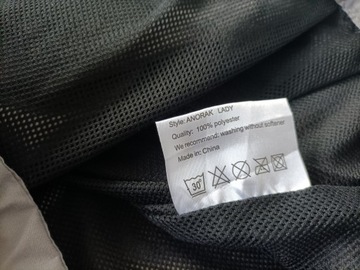 Style: ANORAK LADY
Quality: 100% polyester
We recommend: washing without softener
Made in: China
30°